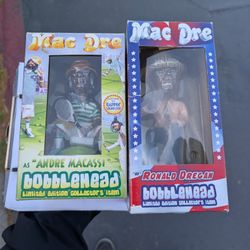 Mac Dre
AS "ANDRE MACASSI"
bobblehead
LIMITED EDITION COLLECTOR'S ITEM
Mac Dre
"RONALD DREGAN"
bobblehead
LIMITED EDITION COLLECTOR'S ITEM